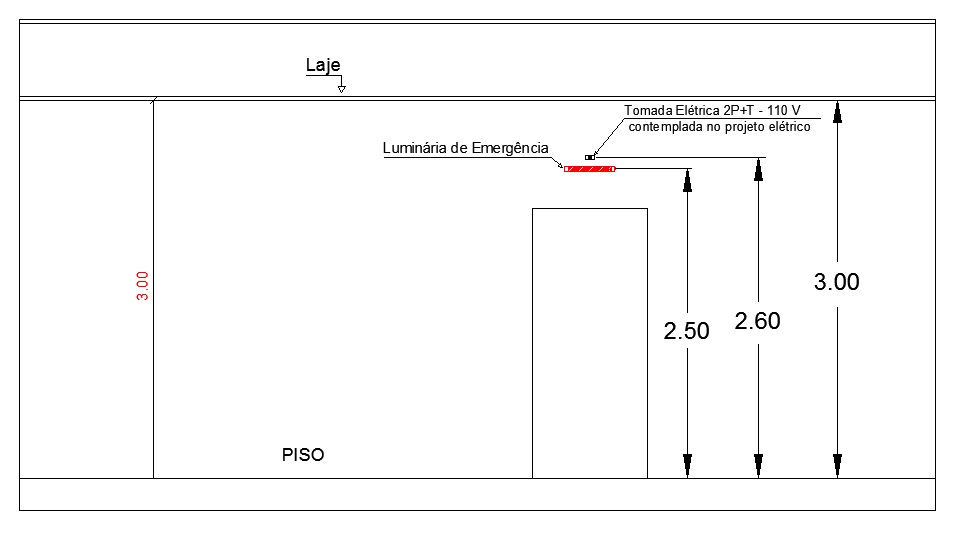 Laje
Tomada Elétrica 2P+T - 110 V
contemplada no projeto elétrico
Luminária de Emergência
3.00
3.00
2.60
2.50
PISO